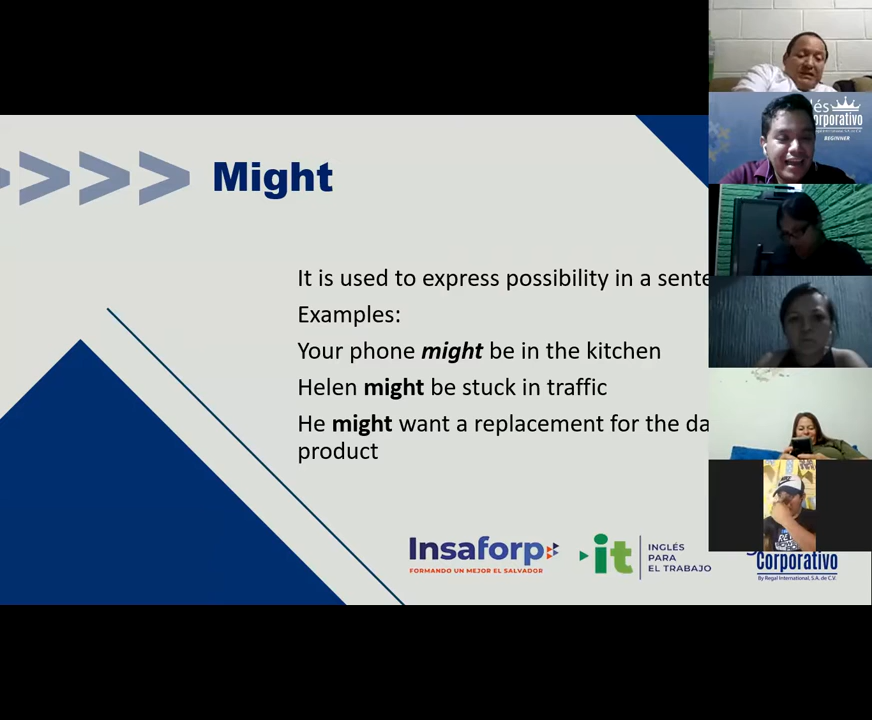 Might
It is used to express possibility in a
Examples:
Your phone might be in the kitchen
Helen might be stuck in traffic
He might want a replacement for the
product
Insaforp
FORMANDO UN MEJOR EL SALVADOR
it
INGLÉS
PARA
EL TRABAJO
Corporativo
By Regal International, S.A. de C.V.
BEGINNER